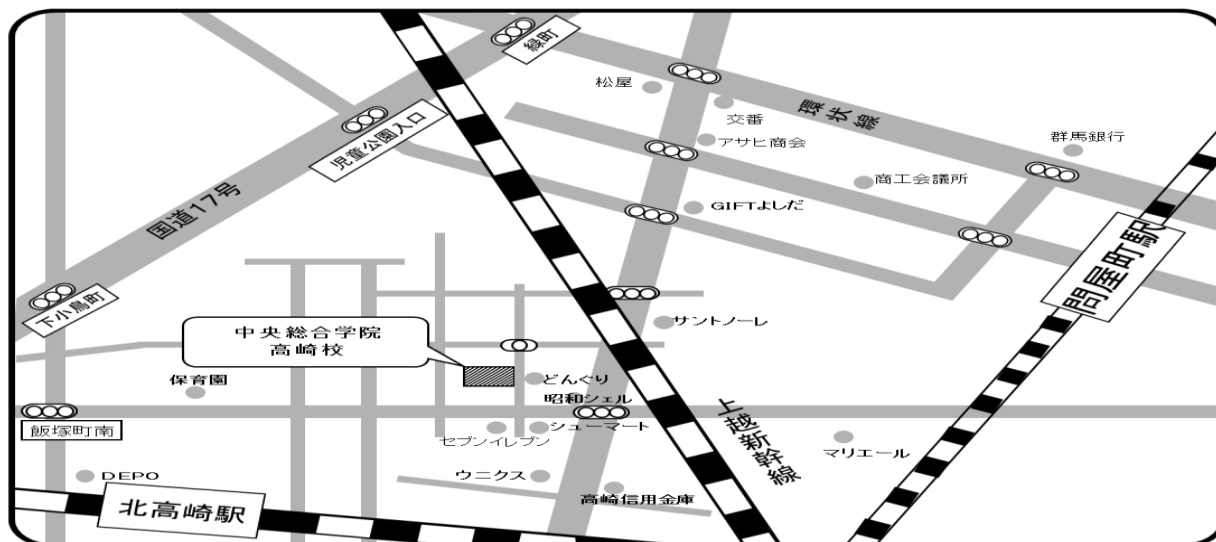 緑町
松屋
交番
環状線
群馬銀行
アサヒ商会
児童公園入口
商工会議所
国道17号
GIFTよしだ
問屋町駅
下小鳥町
サントノーレ
中央総合学院
高崎校
保育園
どんぐり
昭和シェル
飯塚町南
セブンイレブン
シューマート
上越新幹線
マリエール
DEPO
ウニクス
高崎信用金庫
北高崎駅